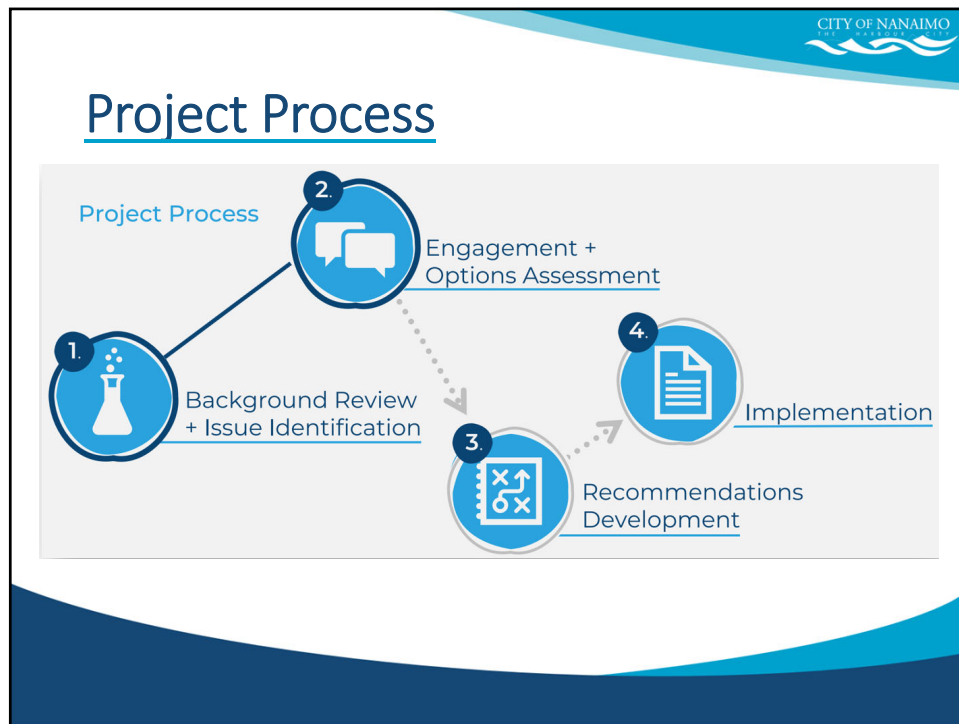 CITY OF NANAIMO
THE HARBOUR CITY
Project Process
Project Process
1.
Background Review
+ Issue Identification
2.
Engagement +
Options Assessment
3.
Recommendations
Development
4.
Implementation